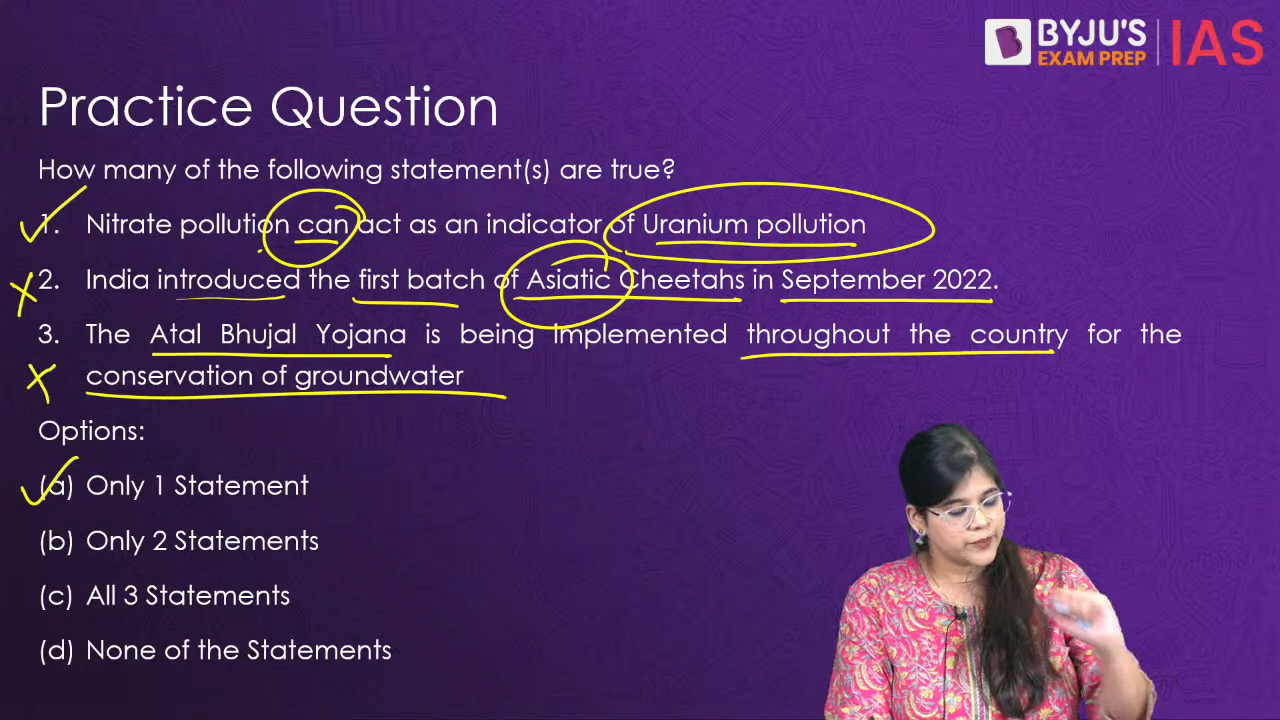 BYJU'S
EXAM PREP
IAS
Practice Question
How many of the following statement(s) are true?
1. Nitrate pollution can act as an indicator of Uranium pollution
2. India introduced the first batch of Asiatic Cheetahs in September 2022.
3. The Atal Bhujal Yojana is being implemented throughout the country for the
conservation of groundwater
Options:
(a) Only 1 Statement
(b) Only 2 Statements
(c) All 3 Statements
(d) None of the Statements